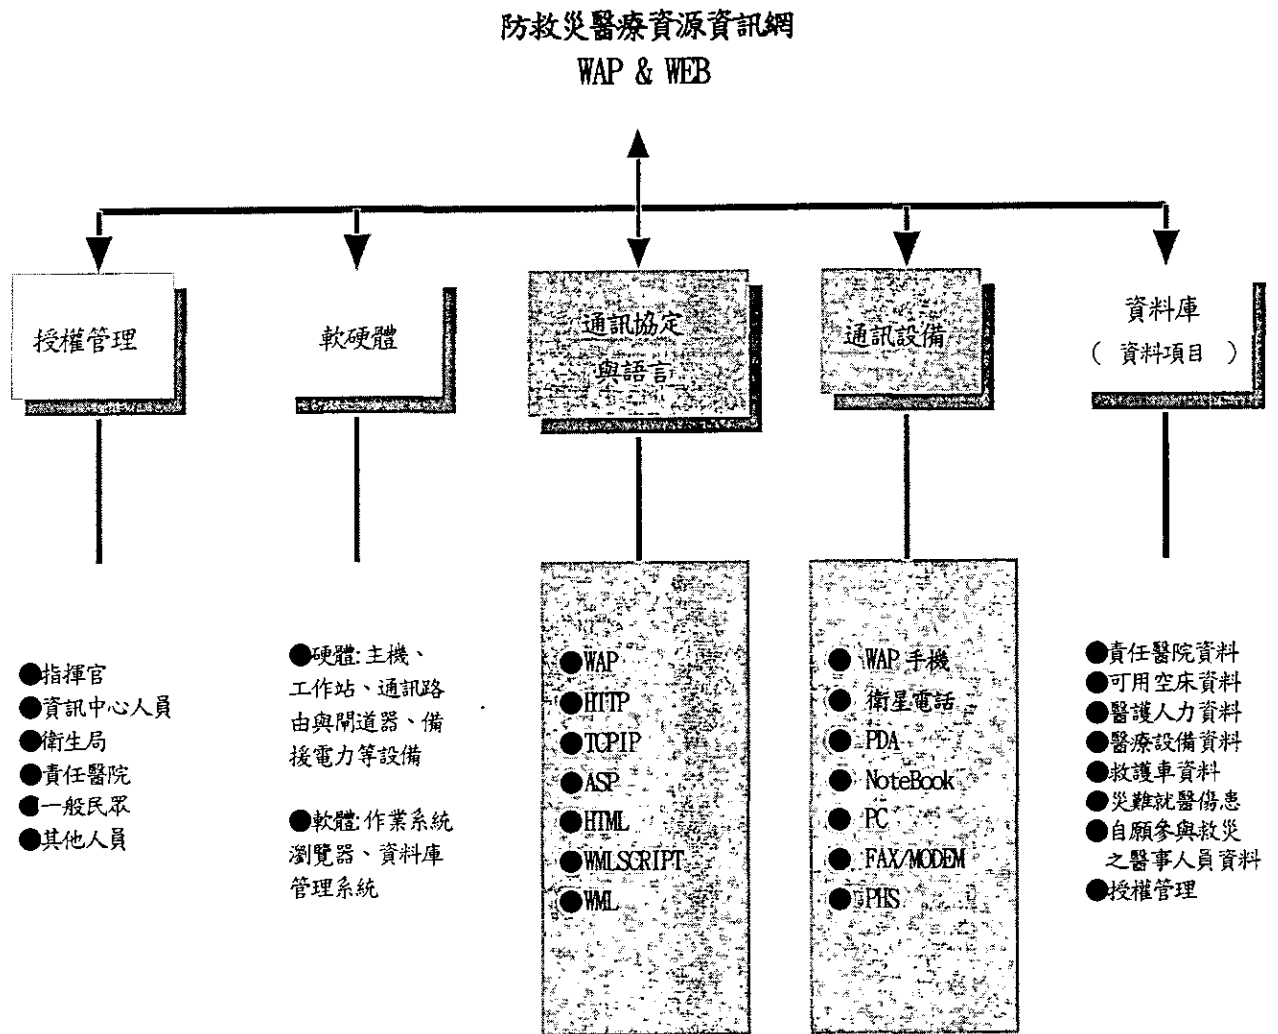 防救災醫療資源資訊網
WAP & WEB
授權管理
軟硬體
通訊協定
與語言
通訊設備
資料庫
( 資料項目 )
●指揮官
●資訊中心人員
●衛生局
●責任醫院
●一般民眾
●其他人員
●硬體:主機、
工作站、通訊路
由與閘道器、備
援電力等設備
●軟體:作業系統
瀏覽器、資料庫
管理系統
●WAP
●HTTP
●TCPIP
●ASP
●HTML
●WMLSCRIPT
●WML
●WAP 手機
●衛星電話
●PDA
●NoteBook
●PC
●FAX/MODEM
●PHS
●責任醫院資料
●可用空床資料
●醫護人力資料
●醫療設備資料
●救護車資料
●災難就醫傷患
●自願參與救災
之醫事人員資料
●授權管理